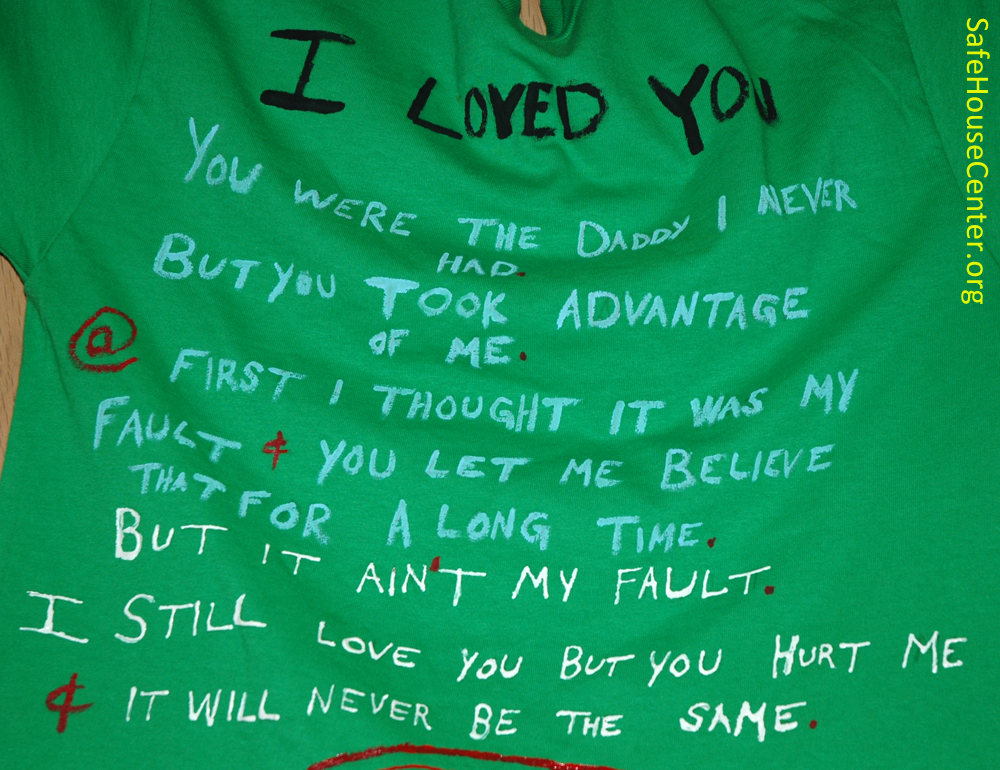 I LOVED YOU
YOU WERE THE DADDY I NEVER
HAD.
BUT YOU TOOK ADVANTAGE
OF ME.
@ FIRST I THOUGHT IT WAS MY
FAULT & YOU LET ME BELIEVE
THAT FOR A LONG TIME.
BUT IT AIN'T MY FAULT.
I STILL LOVE YOU BUT YOU HURT ME
& IT WILL NEVER BE THE SAME.
SafeHouseCenter.org